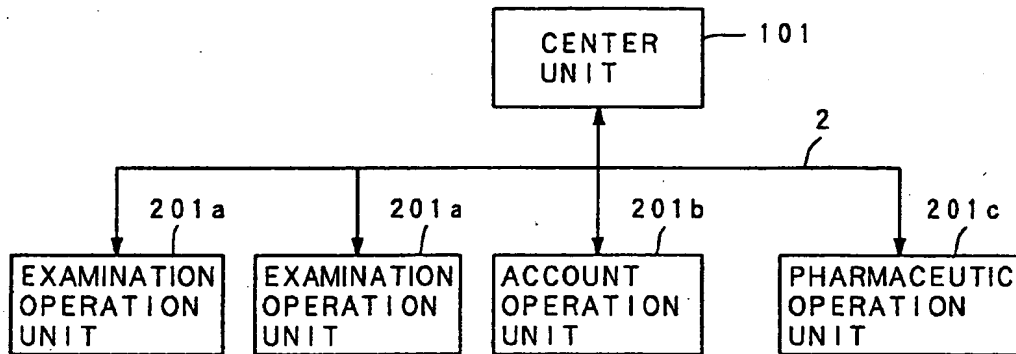 CENTER
UNIT
101
2
201a
201a
201b
201c
EXAMINATION
OPERATION
UNIT
EXAMINATION
OPERATION
UNIT
ACCOUNT
OPERATION
UNIT
PHARMACEUTIC
OPERATION
UNIT